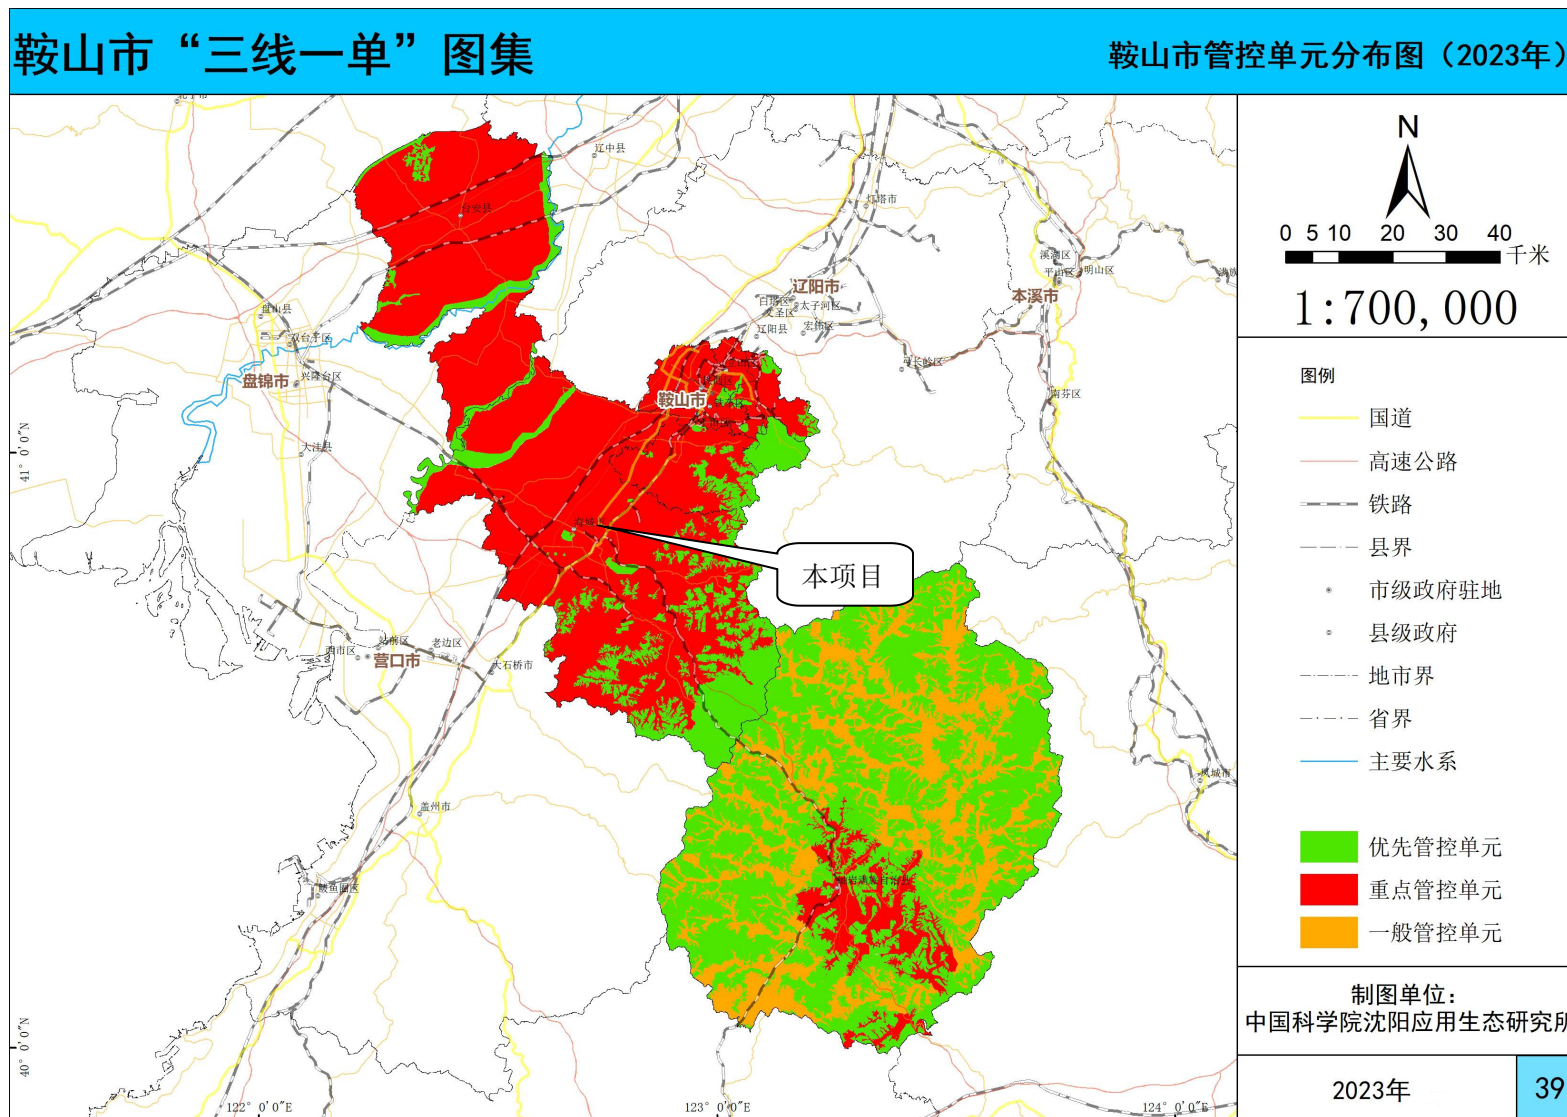 鞍山市“三线一单”图集
鞍山市管控单元分布图（2023年）
N
0 5 10 20 30 40
千米
1:700,000
图例
国道
高速公路
铁路
县界
市级政府驻地
县级政府
地市界
省界
主要水系
优先管控单元
重点管控单元
一般管控单元
制图单位：
中国科学院沈阳应用生态研究所
2023年
39
辽中县
台安县
灯塔市
溪湖区
平山区
明山区
本溪市
辽阳市
白塔区
太子河区
文圣区
宏伟区
辽阳县
弓长岭区
南芬区
盘山县
双台子区
兴隆台区
盘锦市
大洼县
鞍山市
本项目
站前区
西市区
老边区
营口市
大石桥市
盖州市
鲅鱼圈区
岫岩满族自治县
凤城市
41° 0'0"N
40° 0'0"N
122° 0'0"E
123° 0'0"E
124° 0'0"E